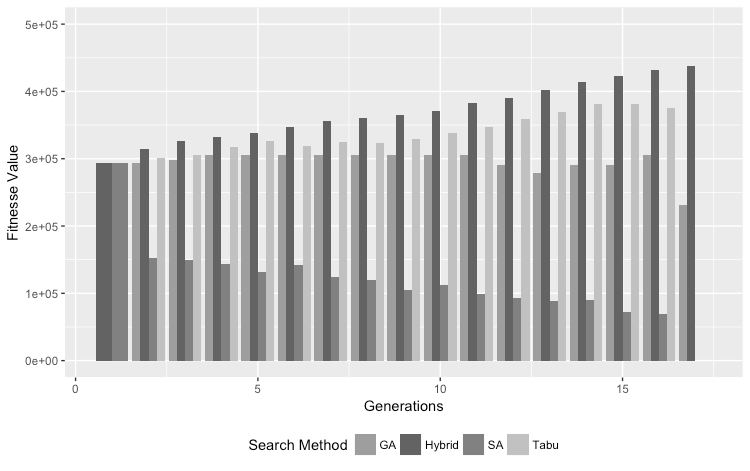 5e+05
4e+05
3e+05
2e+05
1e+05
0e+00
Fitnesse Value
0 5 10 15
Generations
Search Method GA Hybrid SA Tabu